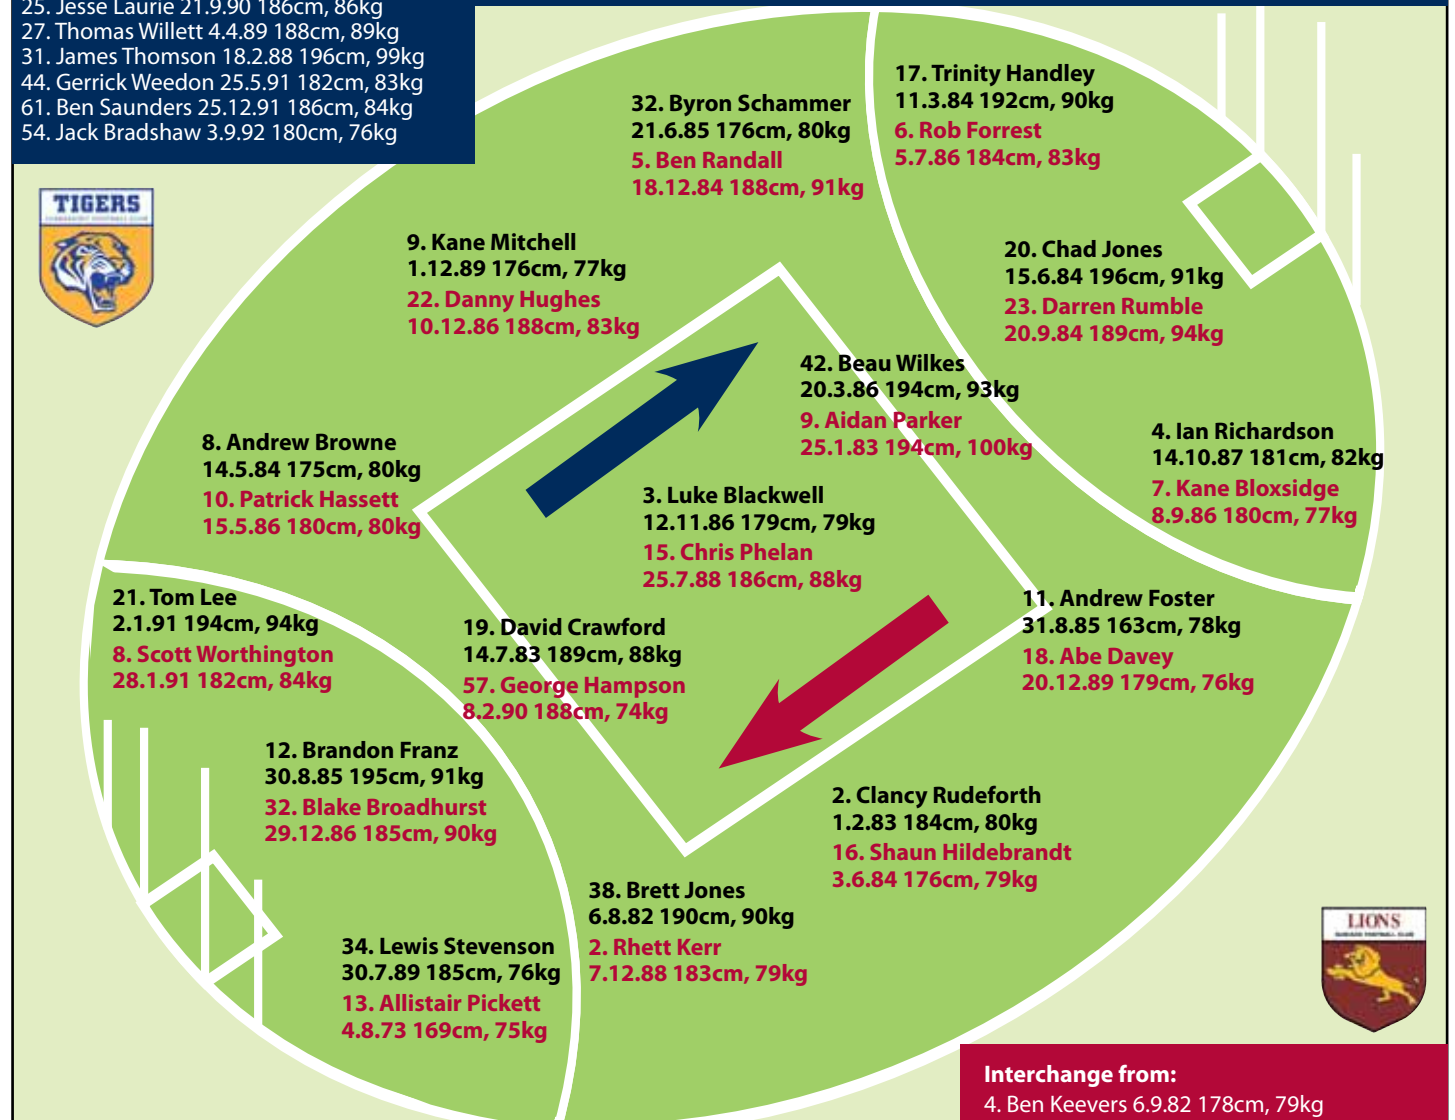 25. Jesse Laurie 21.9.90 186cm, 86kg
27. Thomas Willett 4.4.89 188cm, 89kg
31. James Thomson 18.2.88 196cm, 99kg
44. Gerrick Weedon 25.5.91 182cm, 83kg
61. Ben Saunders 25.12.91 186cm, 84kg
54. Jack Bradshaw 3.9.92 180cm, 76kg
TIGERS
17. Trinity Handley
11.3.84 192cm, 90kg
6. Rob Forrest
5.7.86 184cm, 83kg
32. Byron Schammer
21.6.85 176cm, 80kg
5. Ben Randall
18.12.84 188cm, 91kg
9. Kane Mitchell
1.12.89 176cm, 77kg
22. Danny Hughes
10.12.86 188cm, 83kg
20. Chad Jones
15.6.84 196cm, 91kg
23. Darren Rumble
20.9.84 189cm, 94kg
42. Beau Wilkes
20.3.86 194cm, 93kg
9. Aidan Parker
25.1.83 194cm, 100kg
8. Andrew Browne
14.5.84 175cm, 80kg
10. Patrick Hassett
15.5.86 180cm, 80kg
4. Ian Richardson
14.10.87 181cm, 82kg
7. Kane Bloxsidge
8.9.86 180cm, 77kg
3. Luke Blackwell
12.11.86 179cm, 79kg
15. Chris Phelan
25.7.88 186cm, 88kg
21. Tom Lee
2.1.91 194cm, 94kg
8. Scott Worthington
28.1.91 182cm, 84kg
19. David Crawford
14.7.83 189cm, 88kg
57. George Hampson
8.2.90 188cm, 74kg
11. Andrew Foster
31.8.85 163cm, 78kg
18. Abe Davey
20.12.89 179cm, 76kg
12. Brandon Franz
30.8.85 195cm, 91kg
32. Blake Broadhurst
29.12.86 185cm, 90kg
2. Clancy Rudeforth
1.2.83 184cm, 80kg
16. Shaun Hildebrandt
3.6.84 176cm, 79kg
38. Brett Jones
6.8.82 190cm, 90kg
2. Rhett Kerr
7.12.88 183cm, 79kg
34. Lewis Stevenson
30.7.89 185cm, 76kg
13. Allistair Pickett
4.8.73 169cm, 75kg
LIONS
Interchange from:
4. Ben Keevers 6.9.82 178cm, 79kg